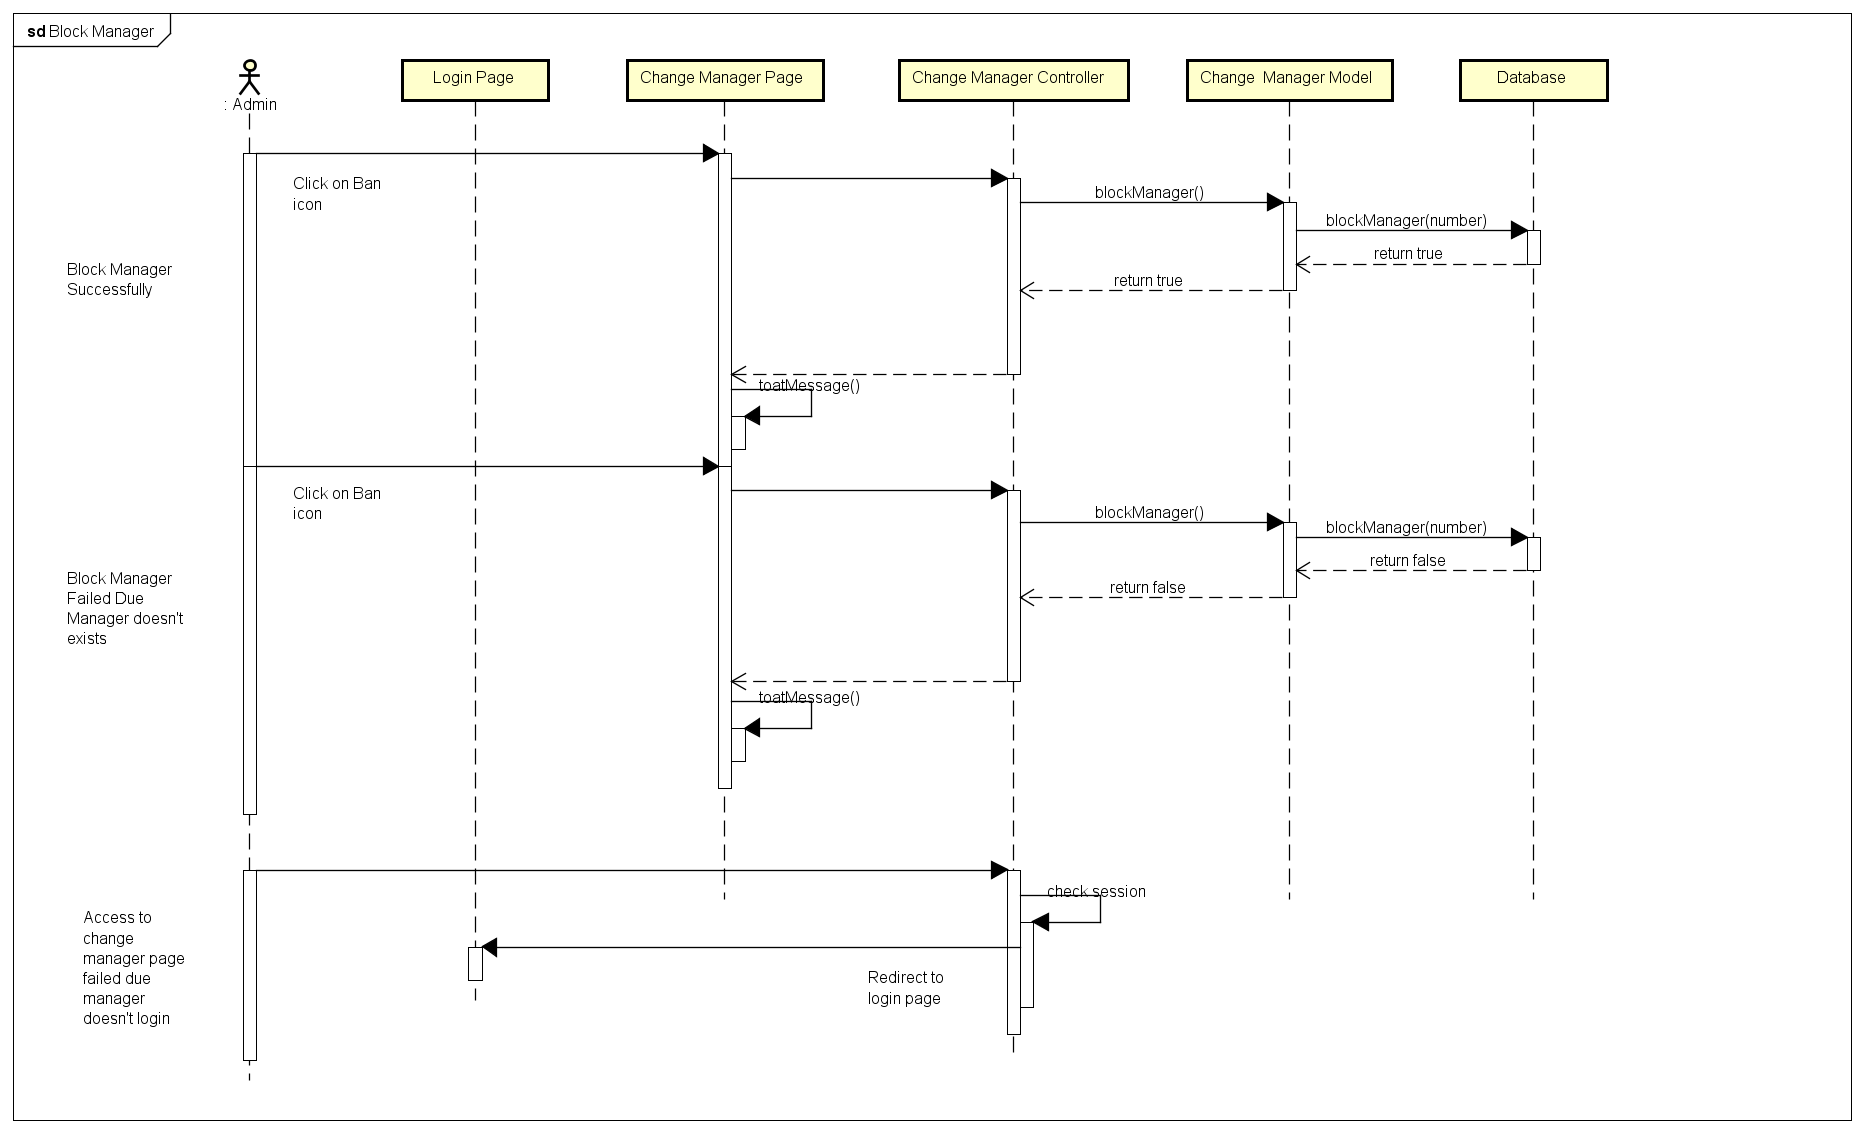 sd Block Manager
: Admin
Login Page
Change Manager Page
Change Manager Controller
Change  Manager Model
Database
Click on Ban
icon
blockManager()
blockManager(number)
return true
return true
Block Manager
Successfully
toatMessage()
Click on Ban
icon
blockManager()
blockManager(number)
return false
return false
Block Manager
Failed Due
Manager doesn't
exists
toatMessage()
check session
Access to
change
manager page
failed due
manager
doesn't login
Redirect to
login page